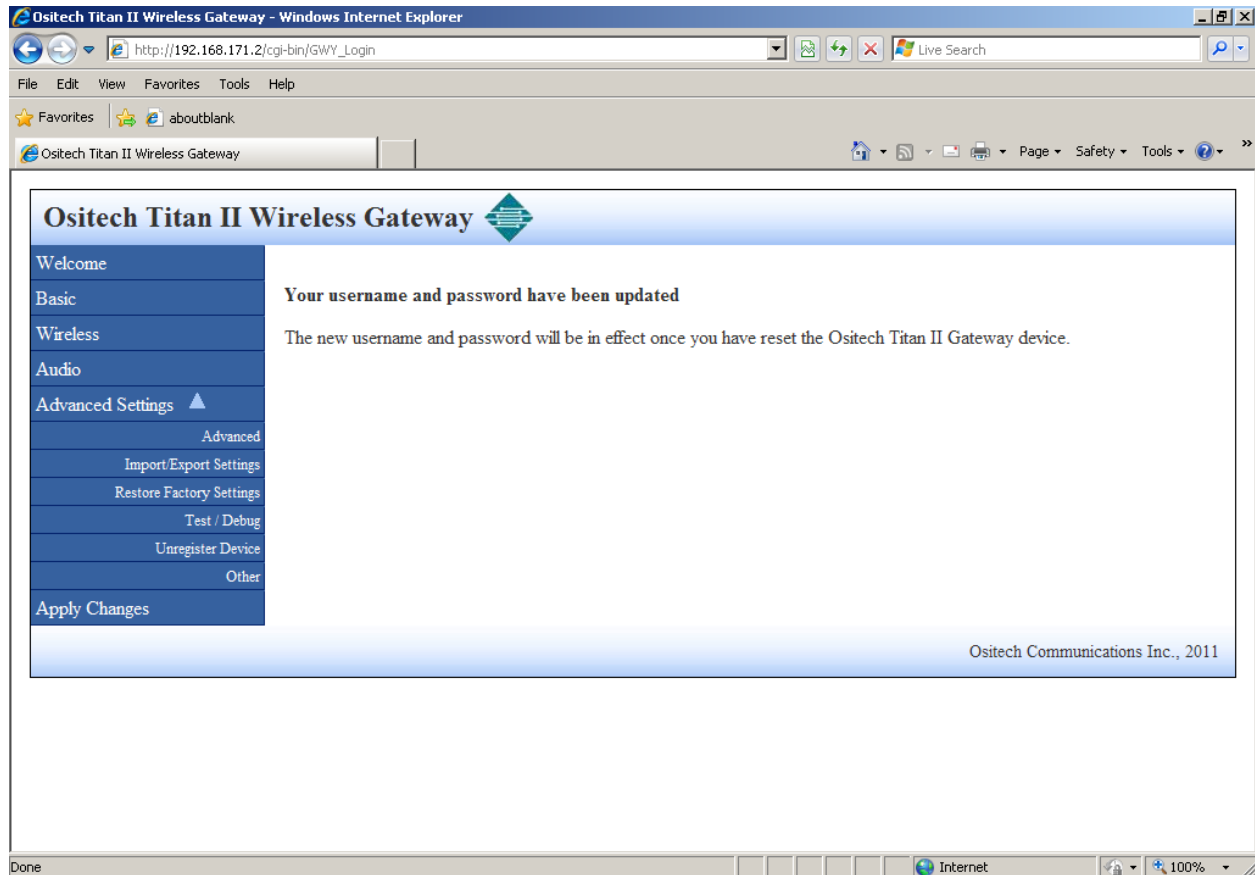 Ositech Titan II Wireless Gateway - Windows Internet Explorer
http://192.168.171.2/cgi-bin/GWY_Login
Live Search
File Edit View Favorites Tools Help
Favorites aboutblank
Ositech Titan II Wireless Gateway
Page Safety Tools »
Ositech Titan II Wireless Gateway
Welcome
Basic
Wireless
Audio
Advanced Settings
Advanced
Import/Export Settings
Restore Factory Settings
Test / Debug
Unregister Device
Other
Apply Changes
Your username and password have been updated
The new username and password will be in effect once you have reset the Ositech Titan II Gateway device.
Ositech Communications Inc., 2011
Done Internet 100%